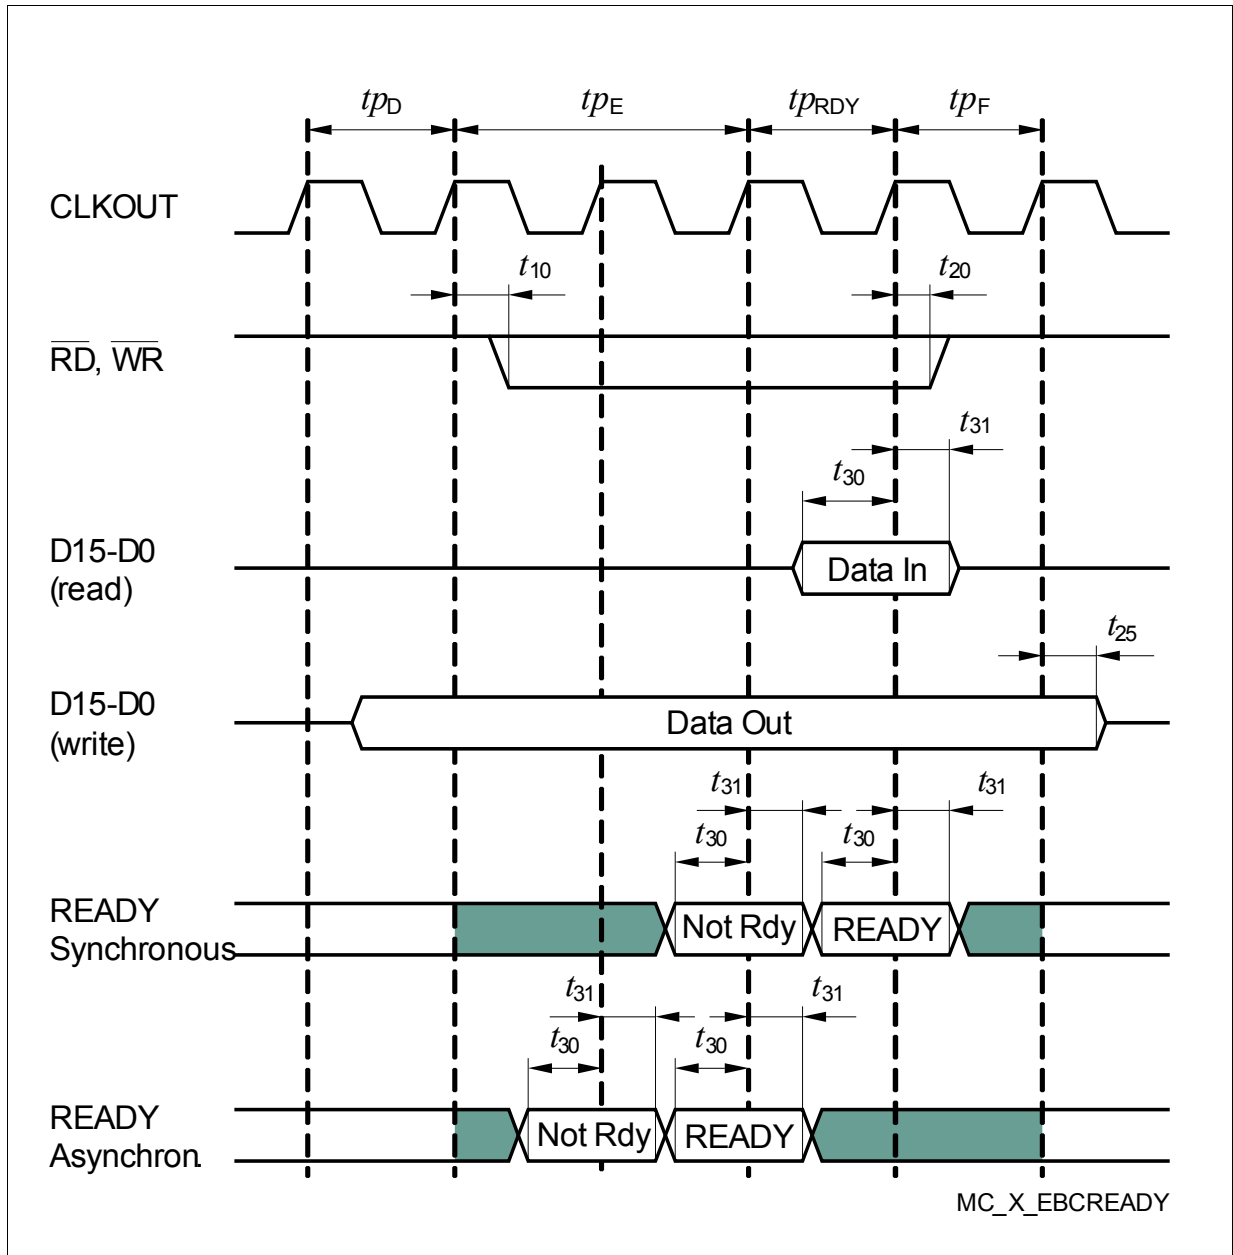 tpD tpE tpRDY tpF
CLKOUT
t10 t20
RD, WR
t31
t30
D15-D0
(read)
Data In
t25
D15-D0
(write)
Data Out
t31 t31
t30 t30
READY
Synchronous
Not Rdy READY
t31 t31
t30 t30
READY
Asynchron.
Not Rdy READY
MC_X_EBCREADY